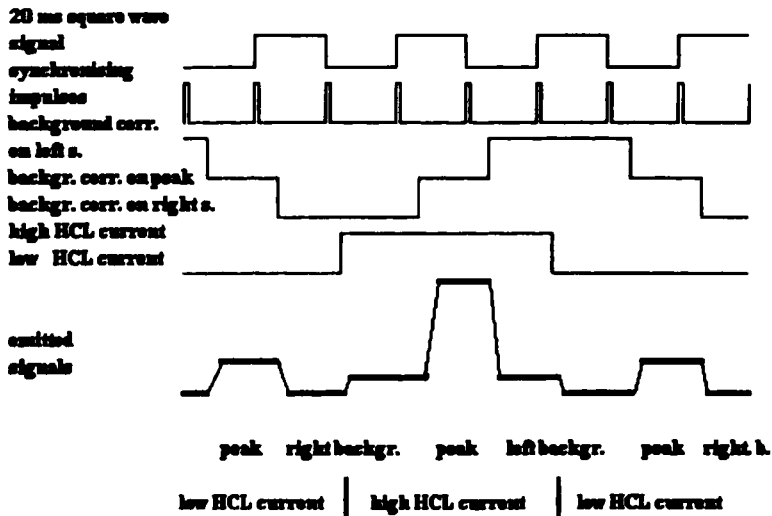 20 ms square wave
signal
synchronising
impulses
background corr.
on left s.
backgr. corr. on peak
backgr. corr. on right s.
high HCL current
low HCL current
emitted
signals
peak right backgr. peak left backgr. peak right. b.
low HCL current high HCL current low HCL current